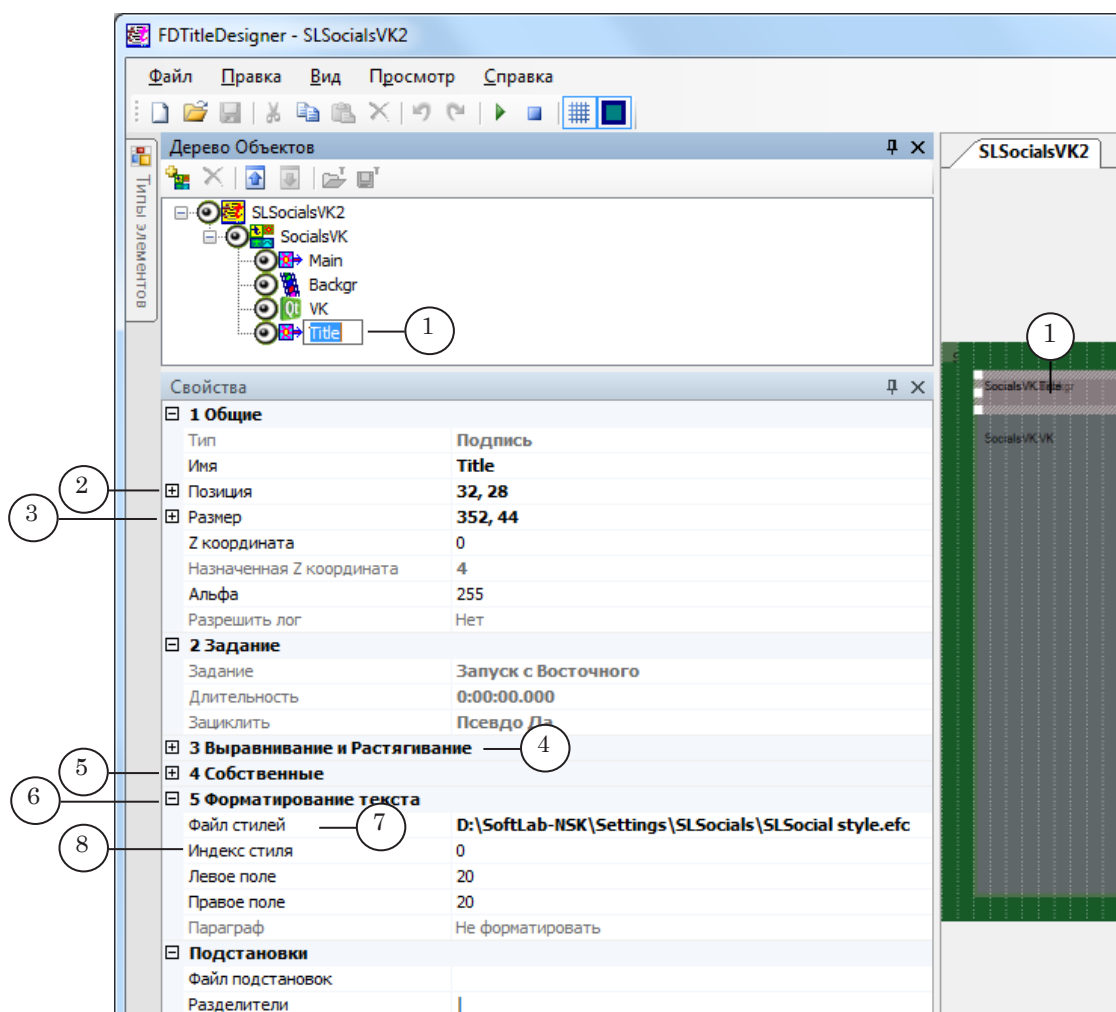 FDTitleDesigner - SLSocialsVK2
Файл Правка Вид Просмотр Справка
Типы элементов
Дерево Объектов
SLSocialsVK2
SLSocialsVK2
SocialsVK
Main
Backgr
VK
Title
1
1
SocialsVK.VK
Свойства
1 Общие
Тип Подпись
Имя Title
2
Позиция 32, 28
3
Размер 352, 44
Z координата 0
Назначенная Z координата 4
Альфа 255
Разрешить лог Нет
2 Задание
Задание Запуск с Восточного
Длительность 0:00:00.000
Зациклить Псевдо Да
3 Выравнивание и Растягивание
4
5
4 Собственные
6
5 Форматирование текста
Файл стилей 7 D:\SoftLab-NSK\Settings\SLSocials\SLSocial style.efc
8
Индекс стиля 0
Левое поле 20
Правое поле 20
Параграф Не форматировать
Подстановки
Файл подстановок
Разделители |